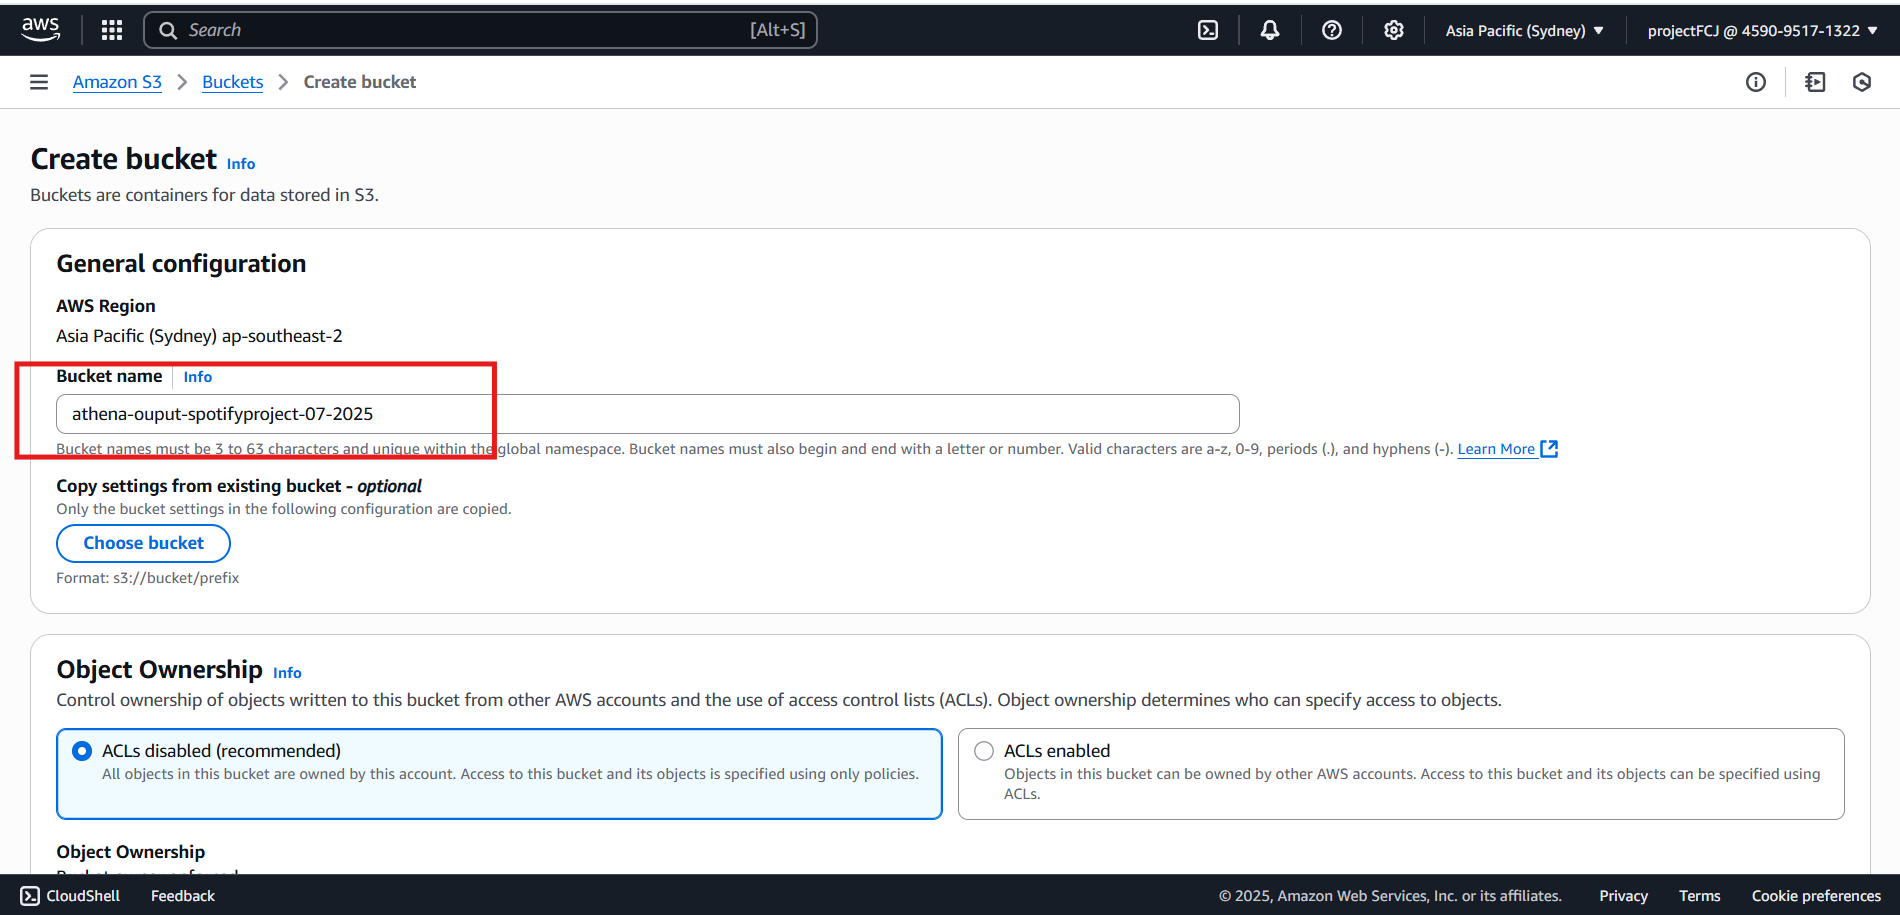 aws
Search [Alt+S]
Asia Pacific (Sydney)
projectFCJ @ 4590-9517-1322
Amazon S3 > Buckets > Create bucket
Create bucket Info
Buckets are containers for data stored in S3.
General configuration
AWS Region
Asia Pacific (Sydney) ap-southeast-2
Bucket name Info
athena-ouput-spotifyproject-07-2025
Bucket names must be 3 to 63 characters and unique within the global namespace. Bucket names must also begin and end with a letter or number. Valid characters are a-z, 0-9, periods (.), and hyphens (-). Learn More
Copy settings from existing bucket - optional
Only the bucket settings in the following configuration are copied.
Choose bucket
Format: s3://bucket/prefix
Object Ownership Info
Control ownership of objects written to this bucket from other AWS accounts and the use of access control lists (ACLs). Object ownership determines who can specify access to objects.
ACLs disabled (recommended)
All objects in this bucket are owned by this account. Access to this bucket and its objects is specified using only policies.
ACLs enabled
Objects in this bucket can be owned by other AWS accounts. Access to this bucket and its objects can be specified using
ACLs.
Object Ownership
CloudShell Feedback
© 2025, Amazon Web Services, Inc. or its affiliates. Privacy Terms Cookie preferences